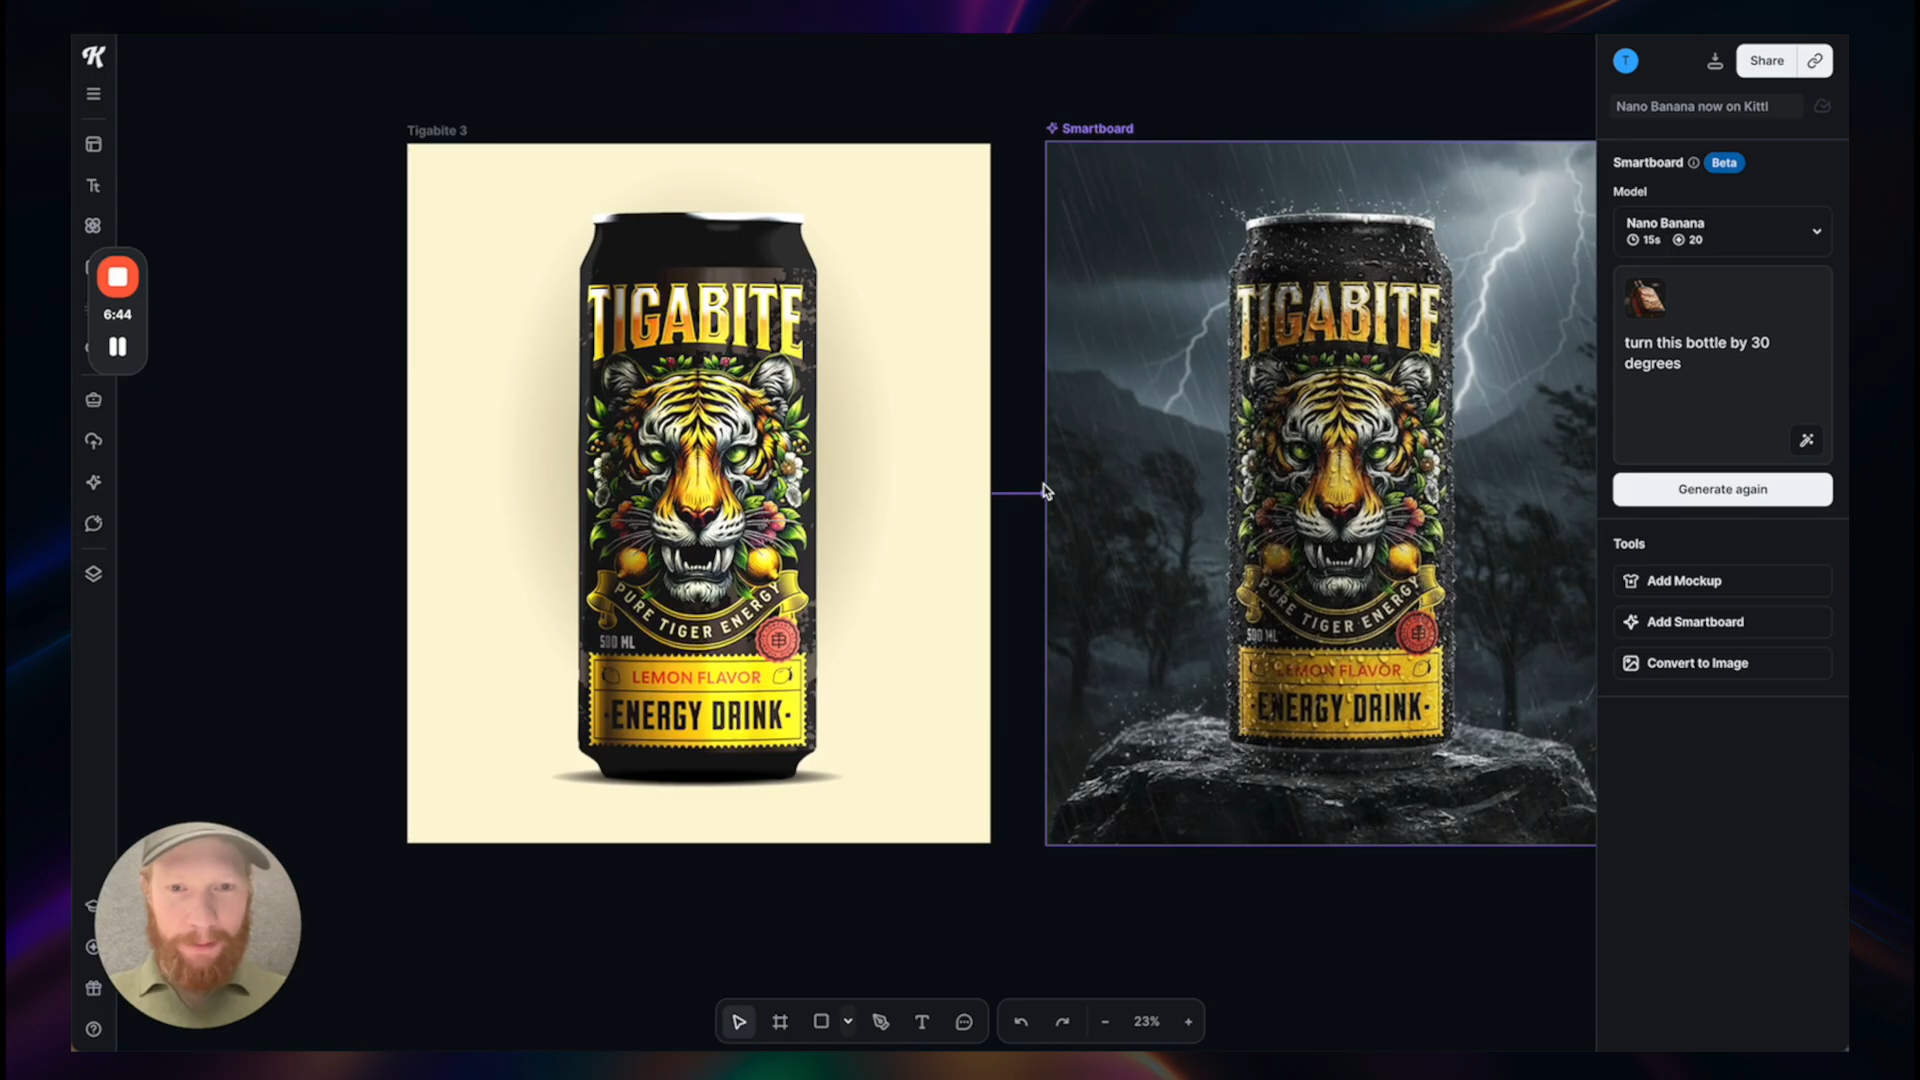 K
Tt
6:44
Tigabite 3
TIGABITE
PURE TIGER ENERGY
500 ML
LEMON FLAVOR
·ENERGY DRINK·
Smartboard
TIGABITE
PURE TIGER ENERGY
500 ML
LEMON FLAVOR
·ENERGY DRINK·
T
Share
Nano Banana now on Kittl
Smartboard
Beta
Model
Nano Banana
15s 20
turn this bottle by 30
degrees
Generate again
Tools
Add Mockup
Add Smartboard
Convert to Image
T
- 23% +